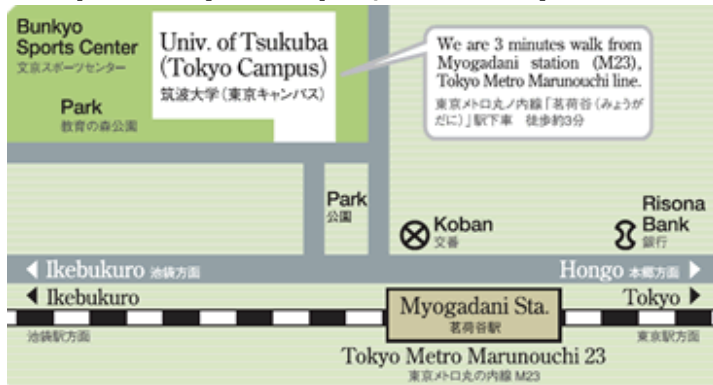 Bunkyo
Sports Center
文京スポーツセンター
Park
教育の森公園
Univ. of Tsukuba
(Tokyo Campus)
筑波大学(東京キャンパス)
We are 3 minutes walk from
Myogadani station (M23),
Tokyo Metro Marunouchi line.
東京メトロ丸ノ内線「茗荷谷(みょうが
だに)」駅下車 徒歩約3分
Park
公園
Koban
交番
Risona
Bank
銀行
Ikebukuro 池袋方面
Hongo 本郷方面
Ikebukuro
池袋駅方面
Myogadani Sta.
茗荷谷駅
Tokyo
東京駅方面
Tokyo Metro Marunouchi 23
東京メトロ丸の内線 M23